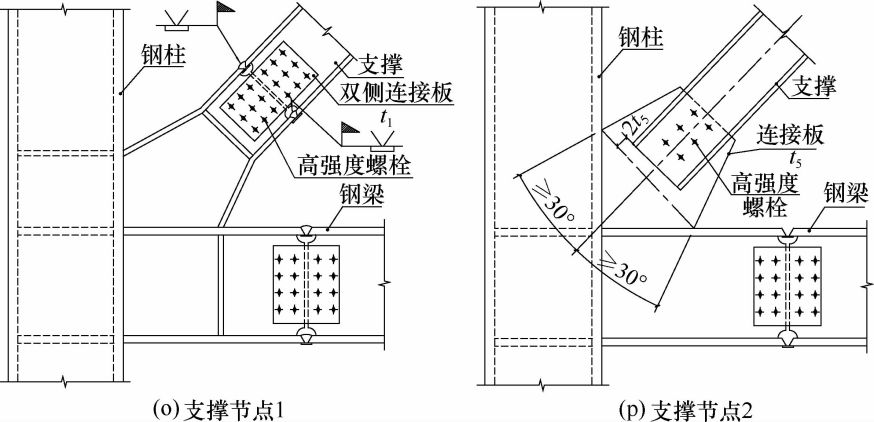 钢柱
支撑
双侧连接板
t₁
高强度螺栓
钢梁
(o) 支撑节点1
钢柱
支撑
2t₅
连接板
t₅
高强度
螺栓
钢梁
≥30°
≥30°
(p) 支撑节点2